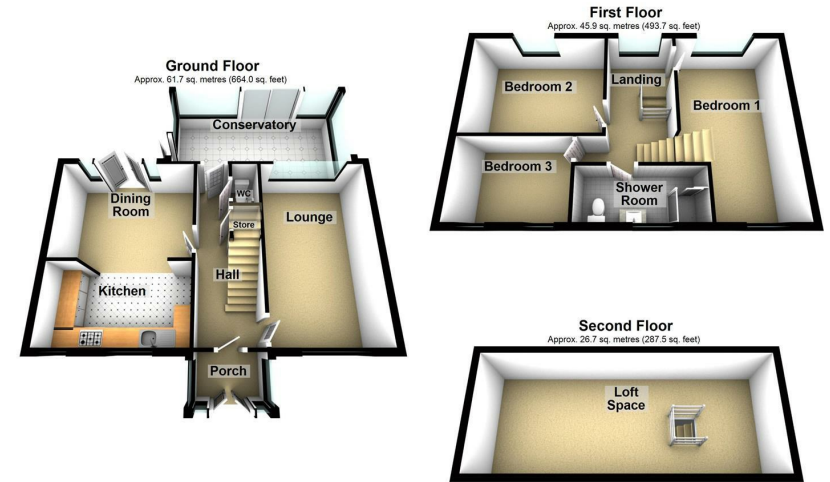 Ground Floor
Approx. 61.7 sq. metres (664.0 sq. feet)
Conservatory
Dining
Room
WC
Store
Lounge
Hall
Kitchen
Porch
First Floor
Approx. 45.9 sq. metres (493.7 sq. feet)
Bedroom 2
Landing
Bedroom 1
Bedroom 3
Shower
Room
Second Floor
Approx. 26.7 sq. metres (287.5 sq. feet)
Loft
Space